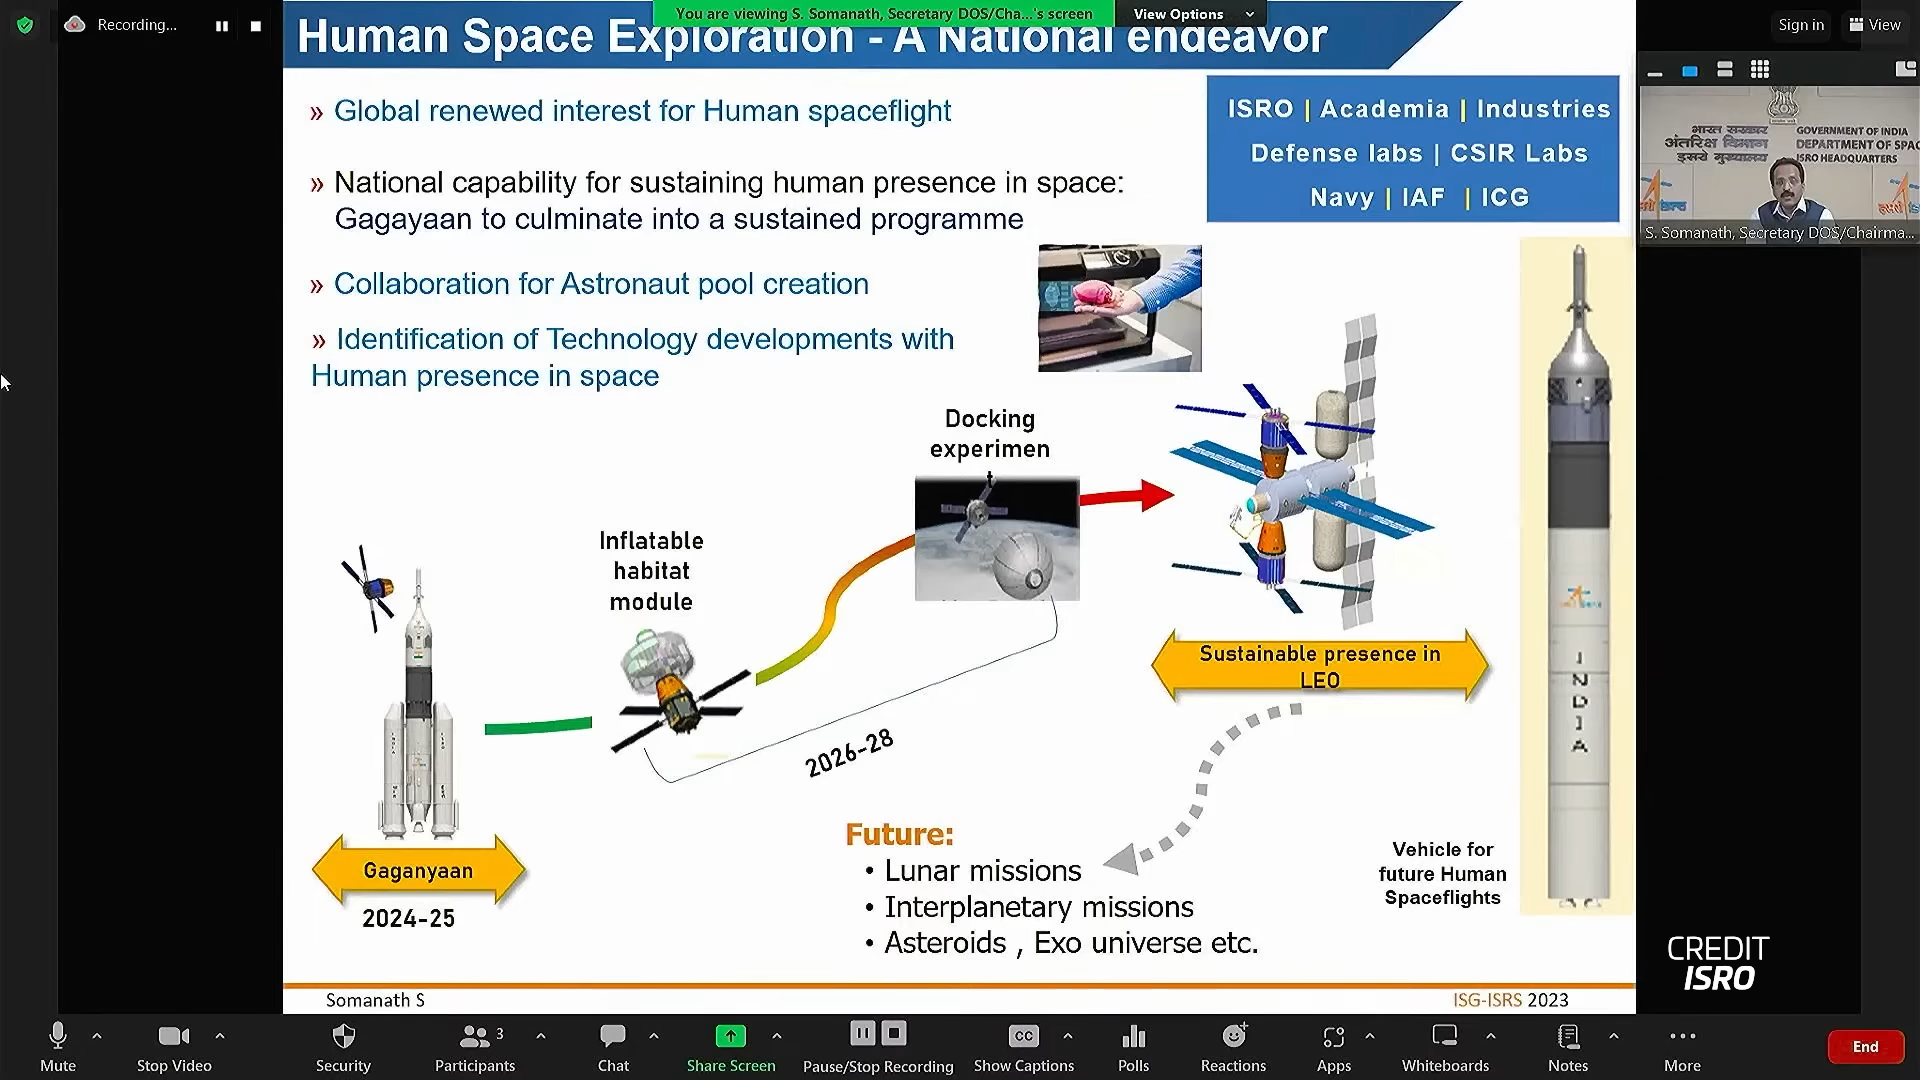 You are viewing S. Somanath, Secretary DOS/Cha...'s screen
View Options
Recording...
Sign in
View
Human Space Exploration - A National endeavor
» Global renewed interest for Human spaceflight
» National capability for sustaining human presence in space:
Gagayaan to culminate into a sustained programme
» Collaboration for Astronaut pool creation
» Identification of Technology developments with
Human presence in space
ISRO | Academia | Industries
Defense labs | CSIR Labs
Navy | IAF | ICG
भारत सरकार
अंतरिक्ष विभाग
इसरो मुख्यालय
GOVERNMENT OF INDIA
DEPARTMENT OF SPAC
ISRO HEADQUARTERS
S. Somanath, Secretary DOS/Chairma...
Docking
experimen
Inflatable
habitat
module
2026-28
Sustainable presence in
LEO
Gaganyaan
2024-25
Future:
• Lunar missions
• Interplanetary missions
• Asteroids , Exo universe etc.
Vehicle for
future Human
Spaceflights
INDIA
CREDIT
ISRO
Somanath S
ISG-ISRS 2023
Mute
Stop Video
Security
Participants
3
Chat
Share Screen
Pause/Stop Recording
CC
Show Captions
Polls
Reactions
Apps
Whiteboards
Notes
More
End